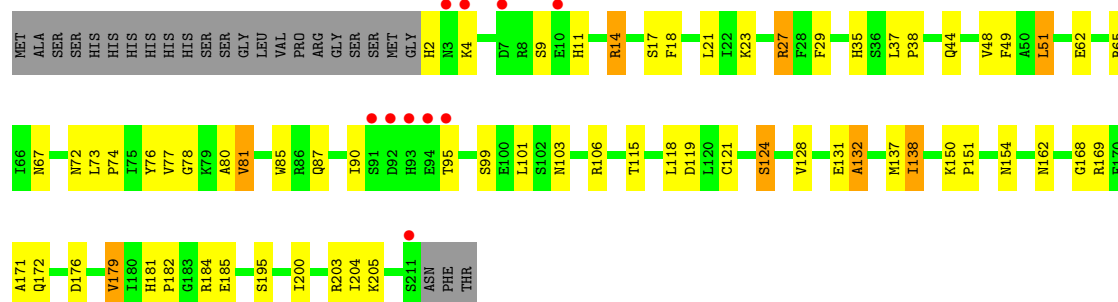 MET ALA SER SER HIS HIS HIS HIS HIS HIS SER SER GLY LEU VAL PRO ARG GLY SER SER MET GLY H2 N3 K4 D7 R8 S9 E10 H11 R14 S17 F18 L21 I22 K23 R27 F28 F29 H35 S36 L37 P38 Q44 V48 F49 A50 L51 E62
I66 N67 N72 L73 P74 I75 Y76 V77 G78 K79 A80 V81 W85 R86 Q87 I90 S91 D92 H93 E94 T95 S99 E100 L101 S102 N103 R106 T115 L118 D119 L120 C121 S124 V128 E131 A132 M137 I138 K150 P151 N154 N162 G168 R169
A171 Q172 D176 V179 I180 H181 P182 G183 R184 E185 S195 I200 R203 I204 K205 S211 ASN PHE THR